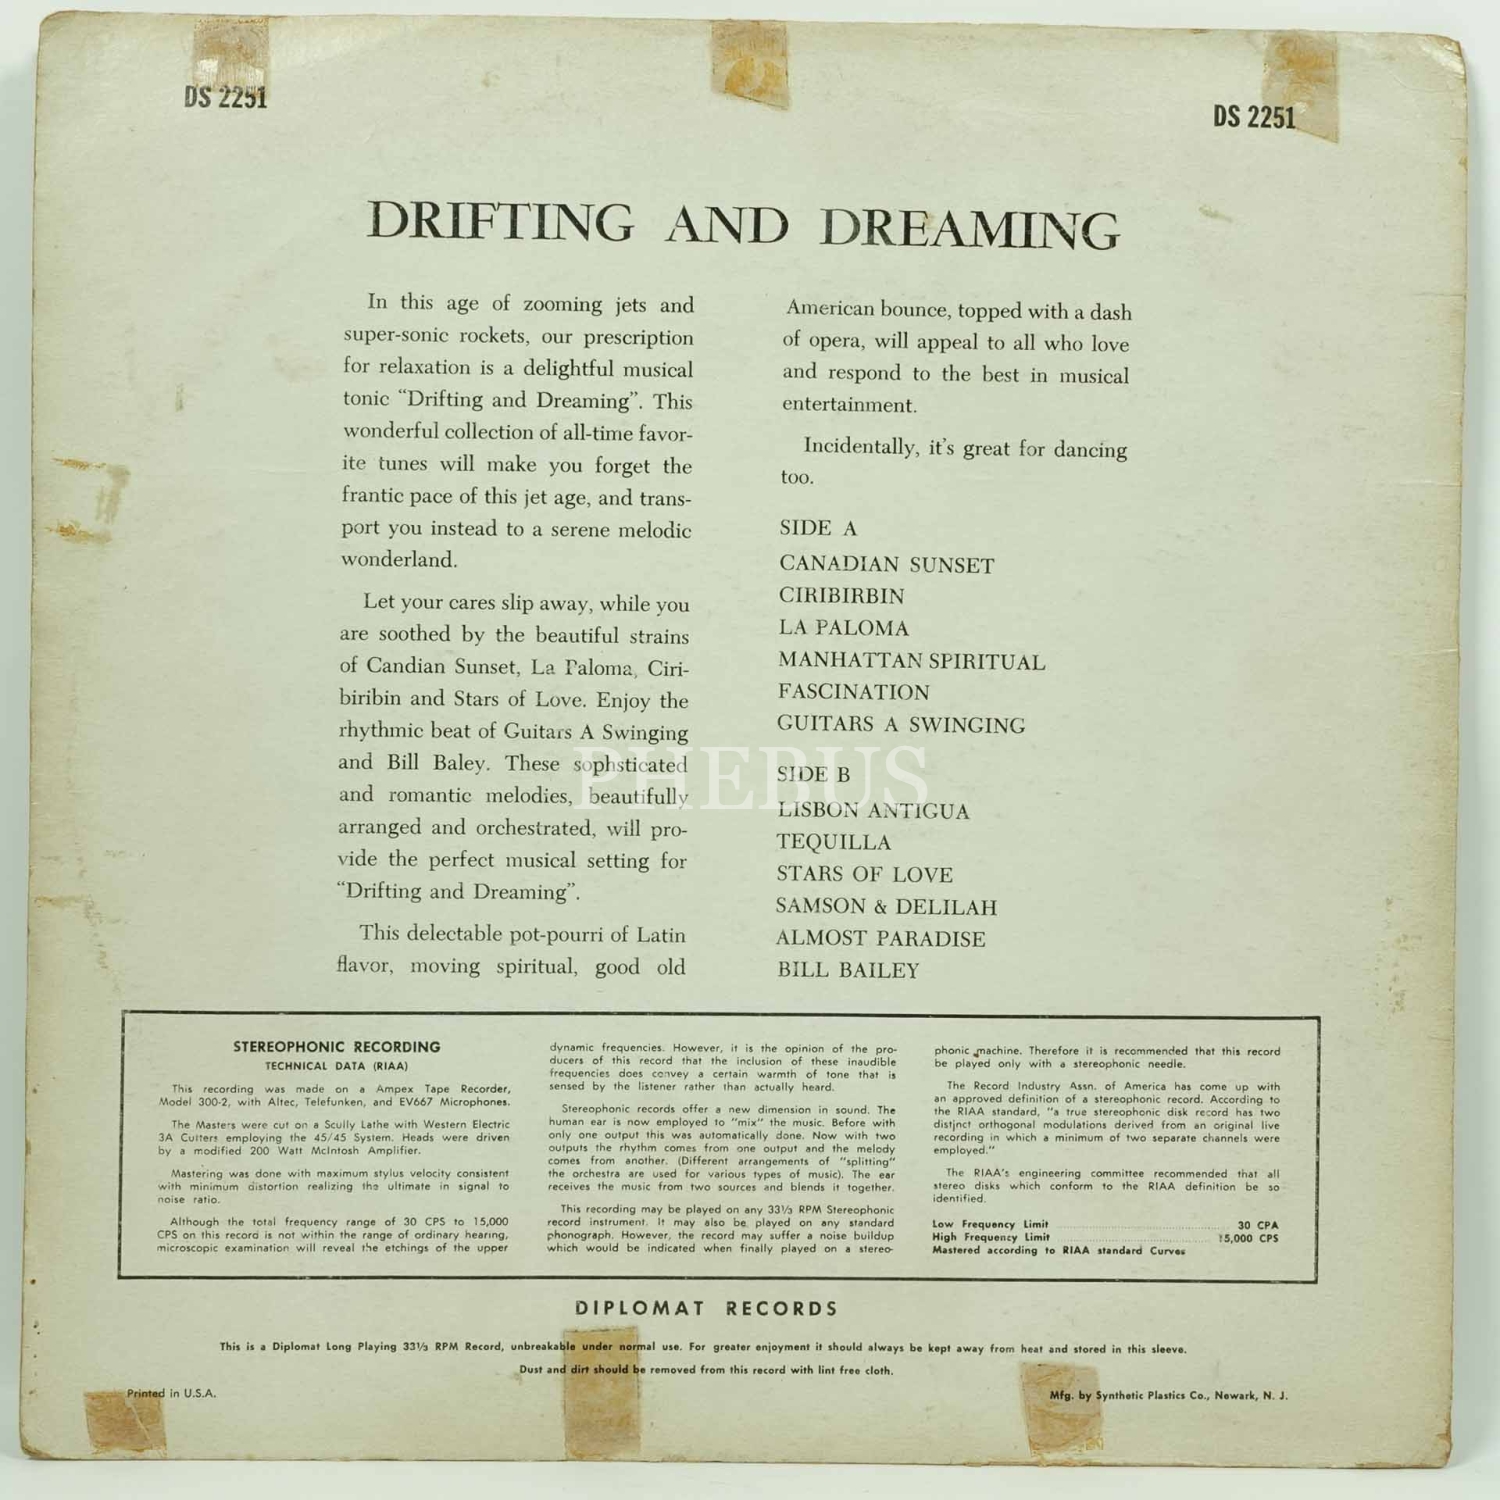 DS 2251
DS 2251
DRIFTING AND DREAMING
In this age of zooming jets and
super-sonic rockets, our prescription
for relaxation is a delightful musical
tonic “Drifting and Dreaming”. This
wonderful collection of all-time favor-
ite tunes will make you forget the
frantic pace of this jet age, and trans-
port you instead to a serene melodic
wonderland.
Let your cares slip away, while you
are soothed by the beautiful strains
of Candian Sunset, La Paloma, Ciri-
biribin and Stars of Love. Enjoy the
rhythmic beat of Guitars A Swinging
and Bill Baley. These sophsticated
and romantic melodies, beautifully
arranged and orchestrated, will pro-
vide the perfect musical setting for
“Drifting and Dreaming”.
This delectable pot-pourri of Latin
flavor, moving spiritual, good old
American bounce, topped with a dash
of opera, will appeal to all who love
and respond to the best in musical
entertainment.
Incidentally, it's great for dancing
too.
SIDE A
CANADIAN SUNSET
CIRIBIRBIN
LA PALOMA
MANHATTAN SPIRITUAL
FASCINATION
GUITARS A SWINGING
SIDE B
LISBON ANTIGUA
TEQUILLA
STARS OF LOVE
SAMSON & DELILAH
ALMOST PARADISE
BILL BAILEY
PHEBUS
STEREOPHONIC RECORDING
TECHNICAL DATA (RIAA)
This recording was made on a Ampex Tape Recorder,
Model 300-2, with Altec, Telefunken, and EV667 Microphones.
The Masters were cut on a Scully Lathe with Western Electric
3A Cutters employing the 45/45 System. Heads were driven
by a modified 200 Watt McIntosh Amplifier.
Mastering was done with maximum stylus velocity consistent
with minimum distortion realizing the ultimate in signal to
noise ratio.
Although the total frequency range of 30 CPS to 15,000
CPS on this record is not within the range of ordinary hearing,
microscopic examination will reveal the etchings of the upper
dynamic frequencies. However, it is the opinion of the pro-
ducers of this record that the inclusion of these inaudible
frequencies does convey a certain warmth of tone that is
sensed by the listener rather than actually heard.
Stereophonic records offer a new dimension in sound. The
human ear is now employed to "mix" the music. Before with
only one output this was automatically done. Now with two
outputs the rhythm comes from one output and the melody
comes from another. (Different arrangements of "splitting"
the orchestra are used for various types of music). The ear
receives the music from two sources and blends it together.
This recording may be played on any 33⅓ RPM Stereophonic
record instrument. It may also be played on any standard
phonograph. However, the record may suffer a noise buildup
which would be indicated when finally played on a stereo-
phonic machine. Therefore it is recommended that this record
be played only with a stereophonic needle.
The Record Industry Assn. of America has come up with
an approved definition of a stereophonic record. According to
the RIAA standard, "a true stereophonic disk record has two
distinct orthogonal modulations derived from an original live
recording in which a minimum of two separate channels were
employed."
The RIAA's engineering committee recommended that all
stereo disks which conform to the RIAA definition be so
identified.
Low Frequency Limit ........ 30 CPA
High Frequency Limit ........ 15,000 CPS
Mastered according to RIAA standard Curves
DIPLOMAT RECORDS
This is a Diplomat Long Playing 33⅓ RPM Record, unbreakable under normal use. For greater enjoyment it should always be kept away from heat and stored in this sleeve.
Dust and dirt should be removed from this record with lint free cloth.
Printed in U.S.A.
Mfg. by Synthetic Plastics Co., Newark, N. J.